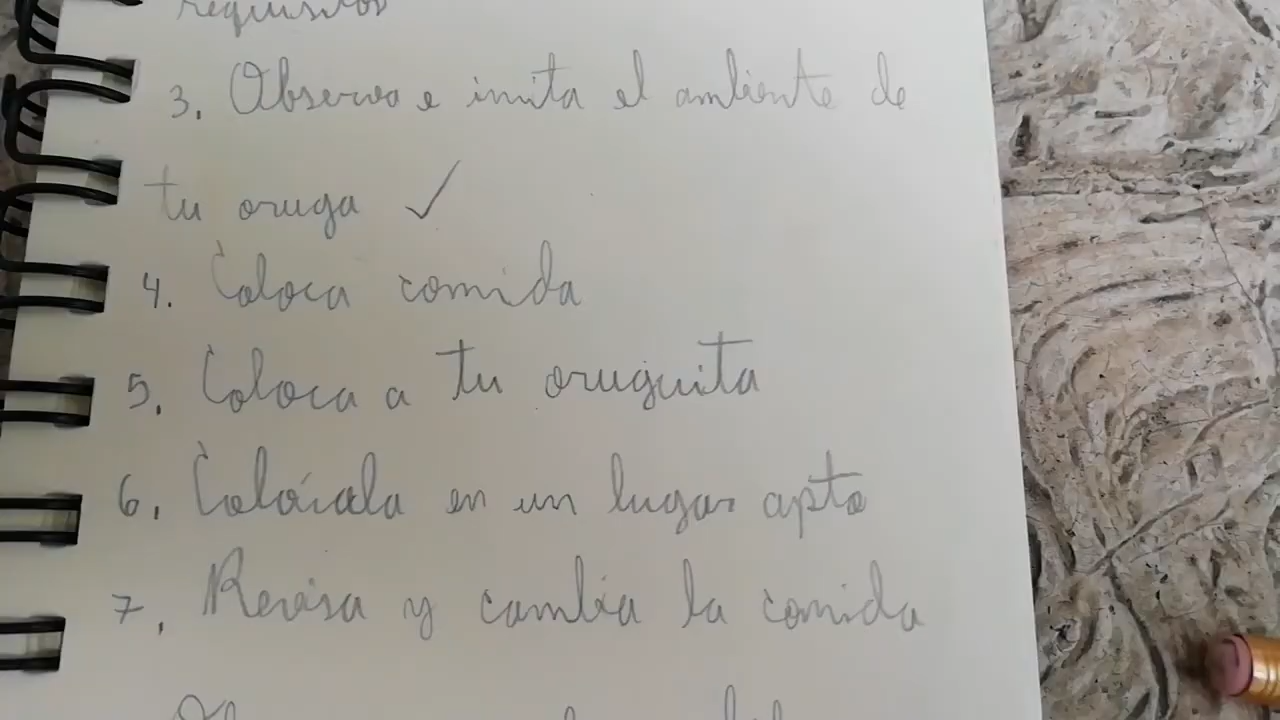 requisitos
3. Observa e imita el ambiente de
tu oruga ✓
4. Coloca comida
5. Coloca a tu oruguita
6. Colócala en un lugar apto
7. Revisa y cambia la comida